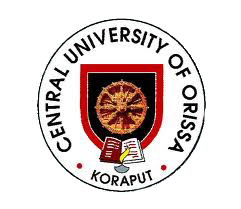 CENTRAL UNIVERSITY OF ORISSA
• KORAPUT •